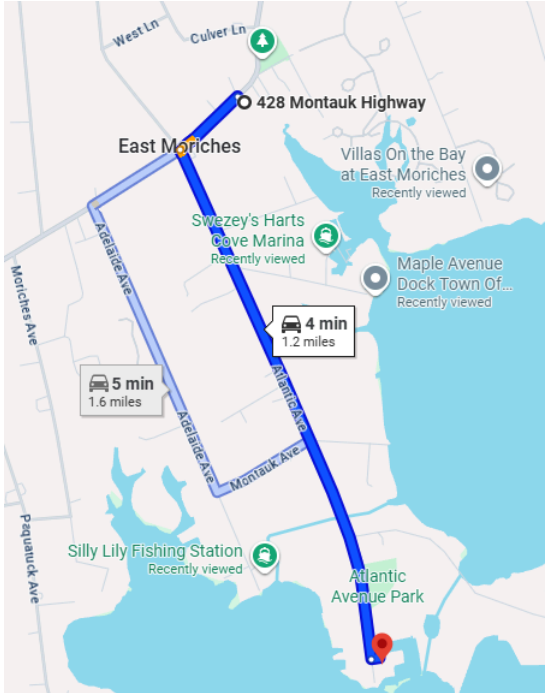 West Ln
Culver Ln
428 Montauk Highway
East Moriches
Villas On the Bay
at East Moriches
Recently viewed
Swezey's Harts
Cove Marina
Recently viewed
Adelaide Ave
Maple Avenue
Dock Town Of...
Recently viewed
Moriches Ave
4 min
1.2 miles
5 min
1.6 miles
Atlantic Ave
Adelaide Ave
Montauk Ave
Paquatuck Ave
Silly Lily Fishing Station
Recently viewed
Atlantic
Avenue Park